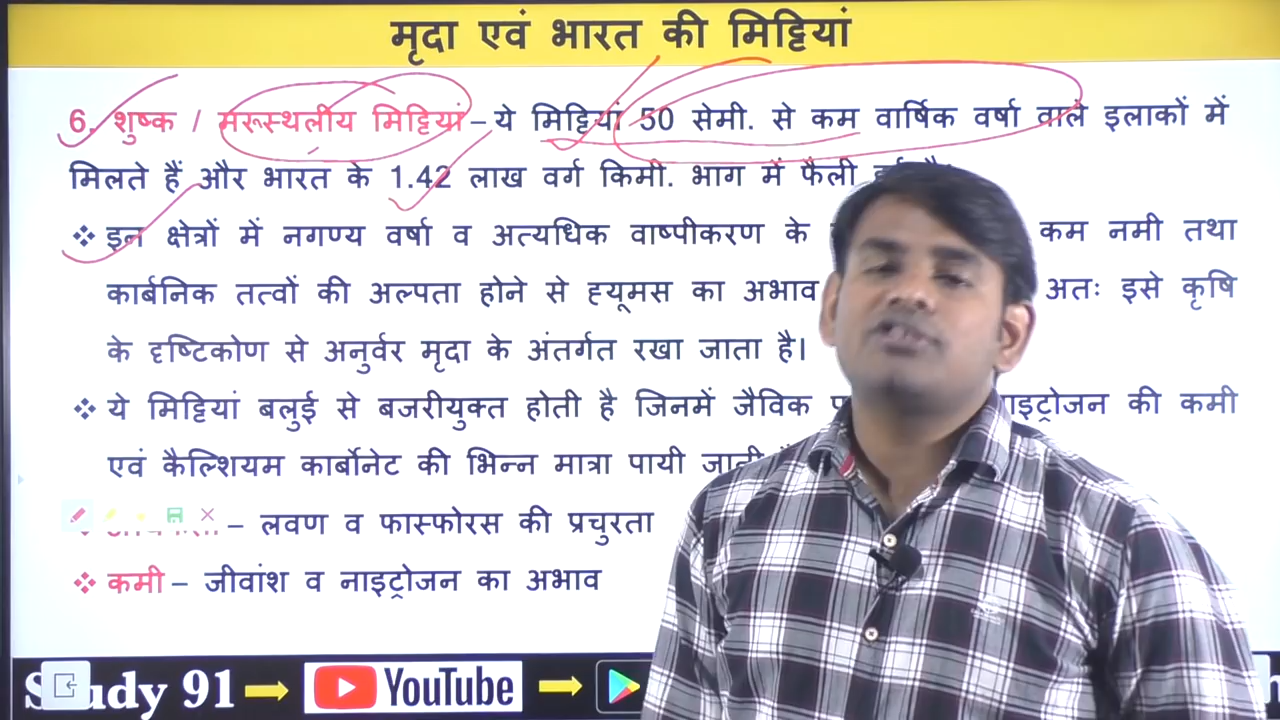 मृदा एवं भारत की मिट्टियां
6. शुष्क / मरूस्थलीय मिट्टियां – ये मिट्टियां 50 सेमी. से कम वार्षिक वर्षा वाले इलाकों में
मिलते हैं और भारत के 1.42 लाख वर्ग किमी. भाग में फैली
❖ इन क्षेत्रों में नगण्य वर्षा व अत्यधिक वाष्पीकरण के कम नमी तथा
कार्बनिक तत्वों की अल्पता होने से ह्यूमस का अभाव अतः इसे कृषि
के दृष्टिकोण से अनुर्वर मृदा के अंतर्गत रखा जाता है।
❖ ये मिट्टियां बलुई से बजरीयुक्त होती है जिनमें जैविक की कमी
एवं कैल्शियम कार्बोनेट की भिन्न मात्रा पायी जाती
– लवण व फास्फोरस की प्रचुरता
❖ कमी – जीवांश व नाइट्रोजन का अभाव
Study 91 YouTube